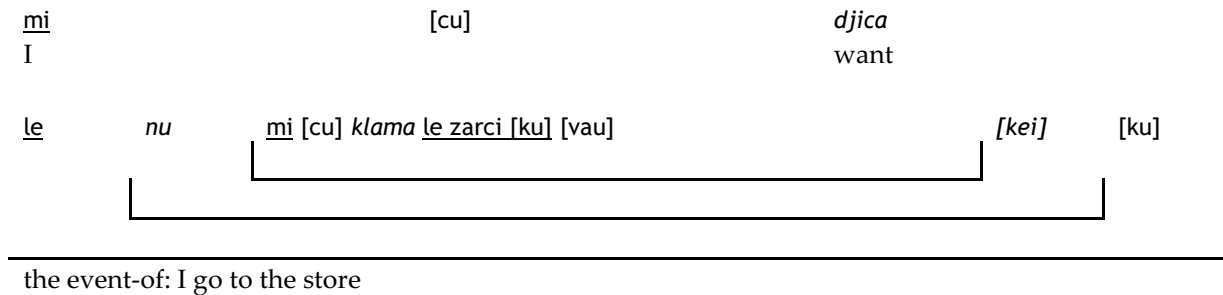 mi [cu] djica
I want
le nu mi [cu] klama le zarci [ku] [vau] [kei] [ku]
the event-of: I go to the store